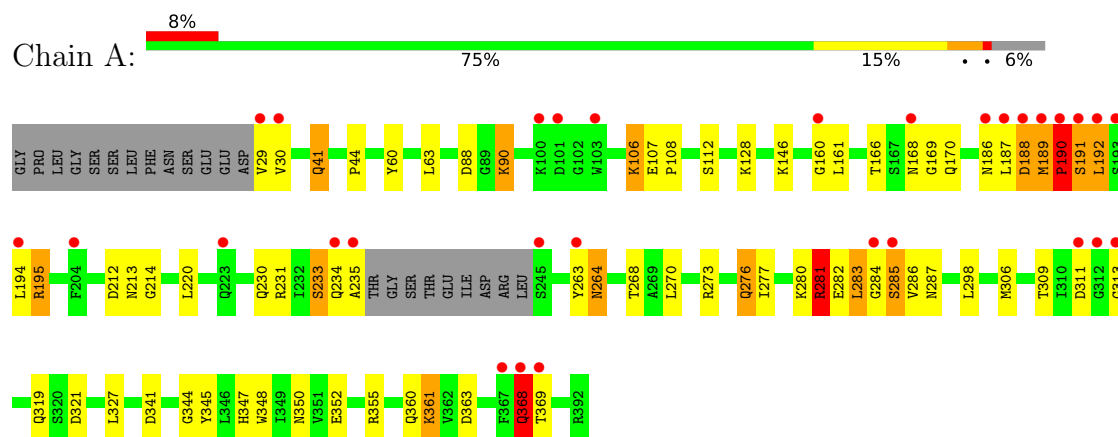 8%
Chain A:
75% 15% • • 6%
GLY PRO LEU GLY SER SER LEU PHE ASN SER GLU GLU ASP V29 V30 Q41 P44 Y60 L63 D88 G89 K90 K100 D101 G102 W103 K106 E107 P108 S112 K128 K146 G160 L161 T166 S167 N168 G169 Q170 N186 L187 D188 M189 P190 S191 L192 S193
L194 R195 F204 D212 N213 G214 L220 Q223 Q230 R231 I232 S233 Q234 A235 THR GLY SER THR GLU ILE ASP ARG LEU S245 Y263 N264 T268 A269 L270 R273 Q276 I277 K280 R281 E282 L283 G284 S285 V286 N287 L298 M306 T309 I310 D311 G312
Q319 S320 D321 L327 D341 G344 Y345 L346 H347 W348 I349 N350 V351 E352 R355 Q360 K361 V362 D363 F367 Q368 T369 R392